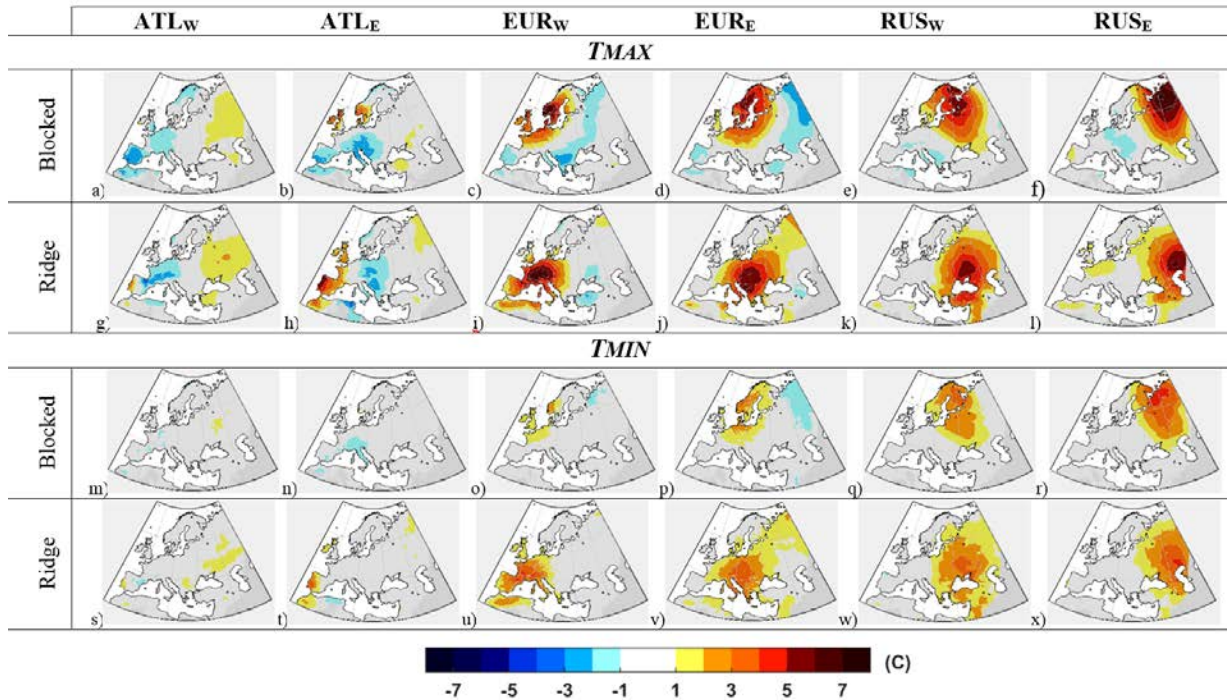 ATLW ATLE EURW EURE RUSW RUSE
TMAX
Blocked
a) b) c) d) e) f)
Ridge
g) h) i) j) k) l)
TMIN
Blocked
m) n) o) p) q) r)
Ridge
s) t) u) v) w) x)
(C)
-7 -5 -3 -1 1 3 5 7